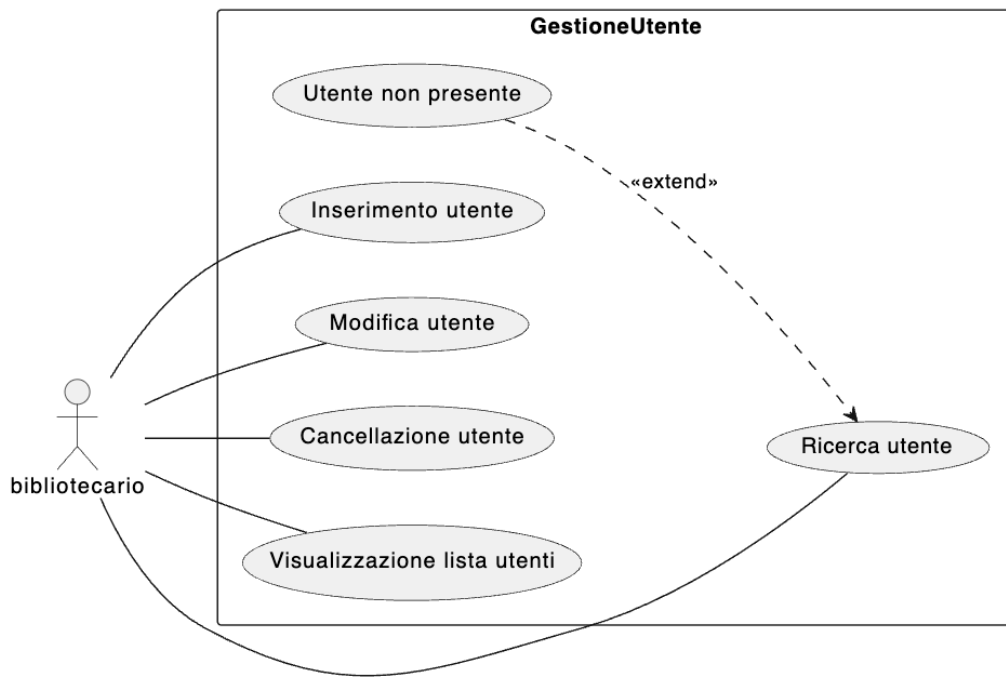 GestioneUtente
Utente non presente
«extend»
Inserimento utente
Modifica utente
Cancellazione utente
Ricerca utente
bibliotecario
Visualizzazione lista utenti